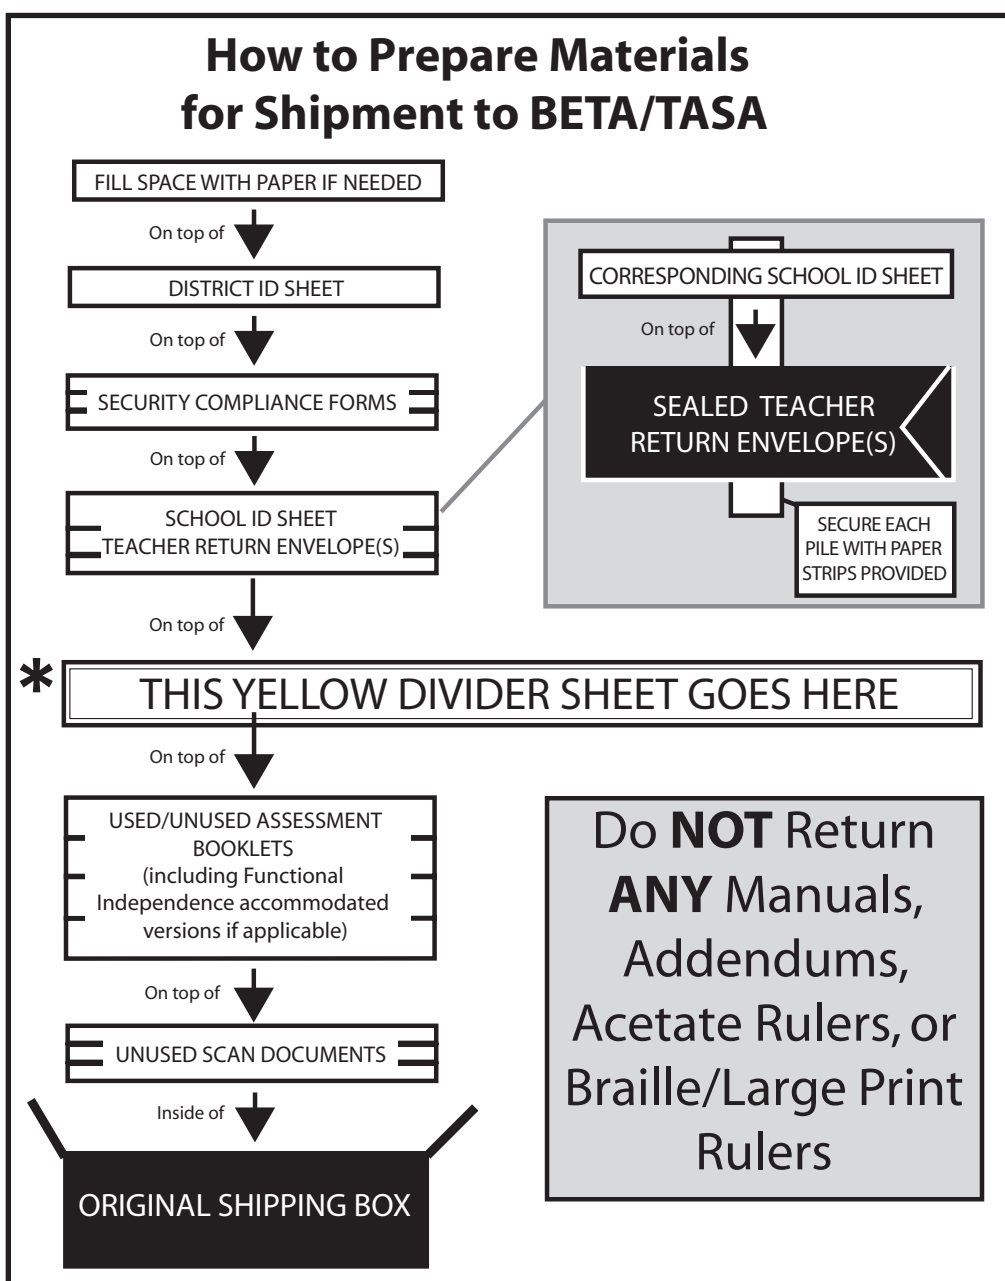 How to Prepare Materials
for Shipment to BETA/TASA
FILL SPACE WITH PAPER IF NEEDED
On top of
DISTRICT ID SHEET
On top of
SECURITY COMPLIANCE FORMS
On top of
SCHOOL ID SHEET
TEACHER RETURN ENVELOPE(S)
On top of
CORRESPONDING SCHOOL ID SHEET
On top of
SEALED TEACHER
RETURN ENVELOPE(S)
SECURE EACH
PILE WITH PAPER
STRIPS PROVIDED
* THIS YELLOW DIVIDER SHEET GOES HERE
On top of
USED/UNUSED ASSESSMENT
BOOKLETS
(including Functional
Independence accommodated
versions if applicable)
On top of
UNUSED SCAN DOCUMENTS
Inside of
ORIGINAL SHIPPING BOX
Do NOT Return
ANY Manuals,
Addendums,
Acetate Rulers, or
Braille/Large Print
Rulers